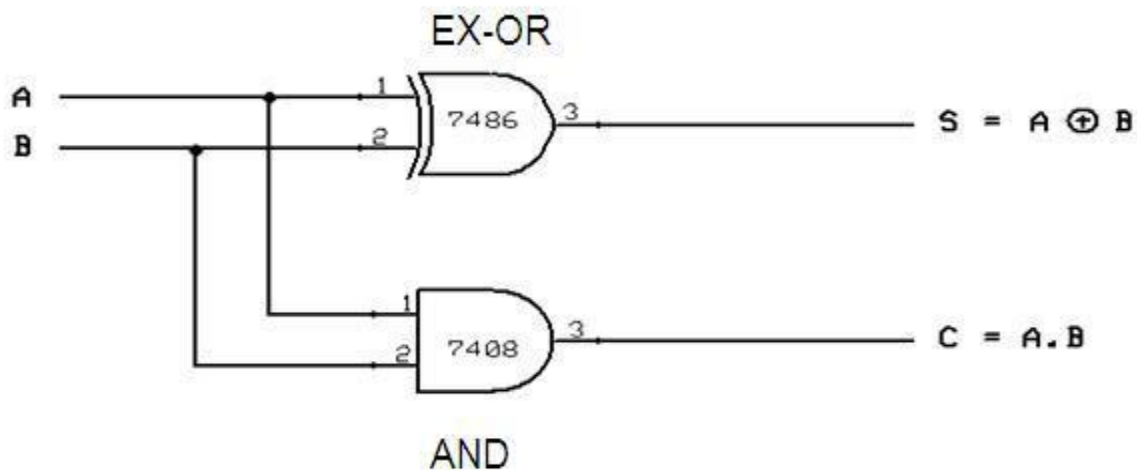 EX-OR
A
1
7486
3
S = A ⊕ B
B
2
1
7408
3
C = A.B
2
AND